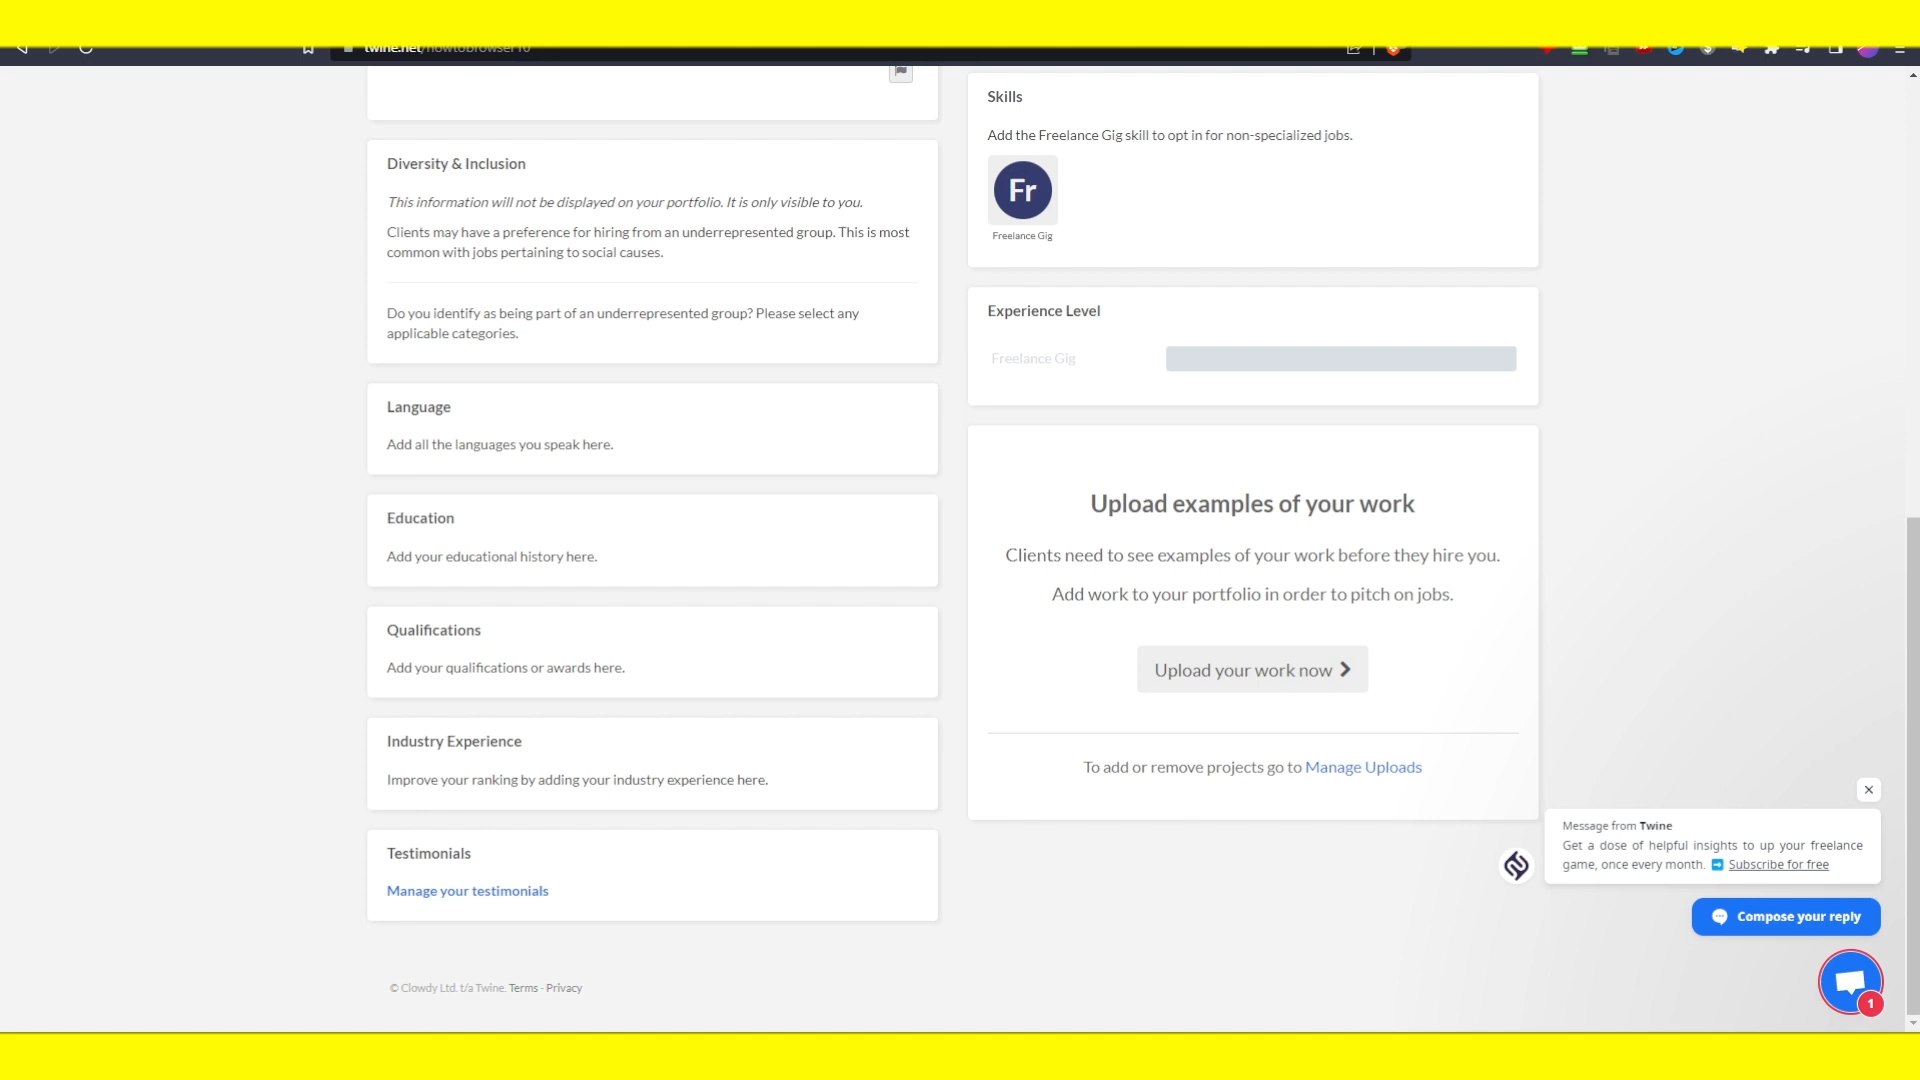 twine.net/howtobrowser10
Diversity & Inclusion
This information will not be displayed on your portfolio. It is only visible to you.
Clients may have a preference for hiring from an underrepresented group. This is most
common with jobs pertaining to social causes.
Do you identify as being part of an underrepresented group? Please select any
applicable categories.
Language
Add all the languages you speak here.
Education
Add your educational history here.
Qualifications
Add your qualifications or awards here.
Industry Experience
Improve your ranking by adding your industry experience here.
Testimonials
Manage your testimonials
© Clowdy Ltd. t/a Twine. Terms - Privacy
Skills
Add the Freelance Gig skill to opt in for non-specialized jobs.
Fr
Freelance Gig
Experience Level
Freelance Gig
Upload examples of your work
Clients need to see examples of your work before they hire you.
Add work to your portfolio in order to pitch on jobs.
Upload your work now
To add or remove projects go to Manage Uploads
Message from Twine
Get a dose of helpful insights to up your freelance
game, once every month. ➡️ Subscribe for free
Compose your reply
1